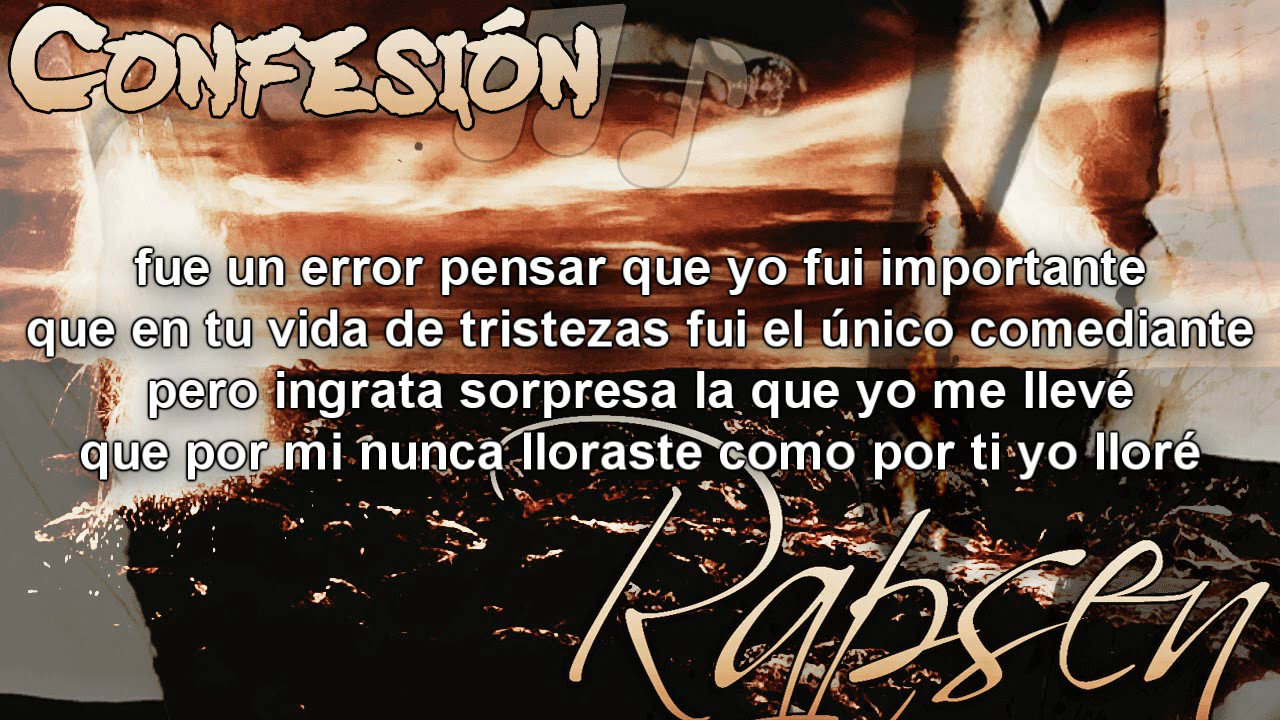 Confesión
fue un error pensar que yo fui importante
que en tu vida de tristezas fui el único comediante
pero ingrata sorpresa la que yo me llevé
que por mi nunca lloraste como por ti yo lloré
Rapsen